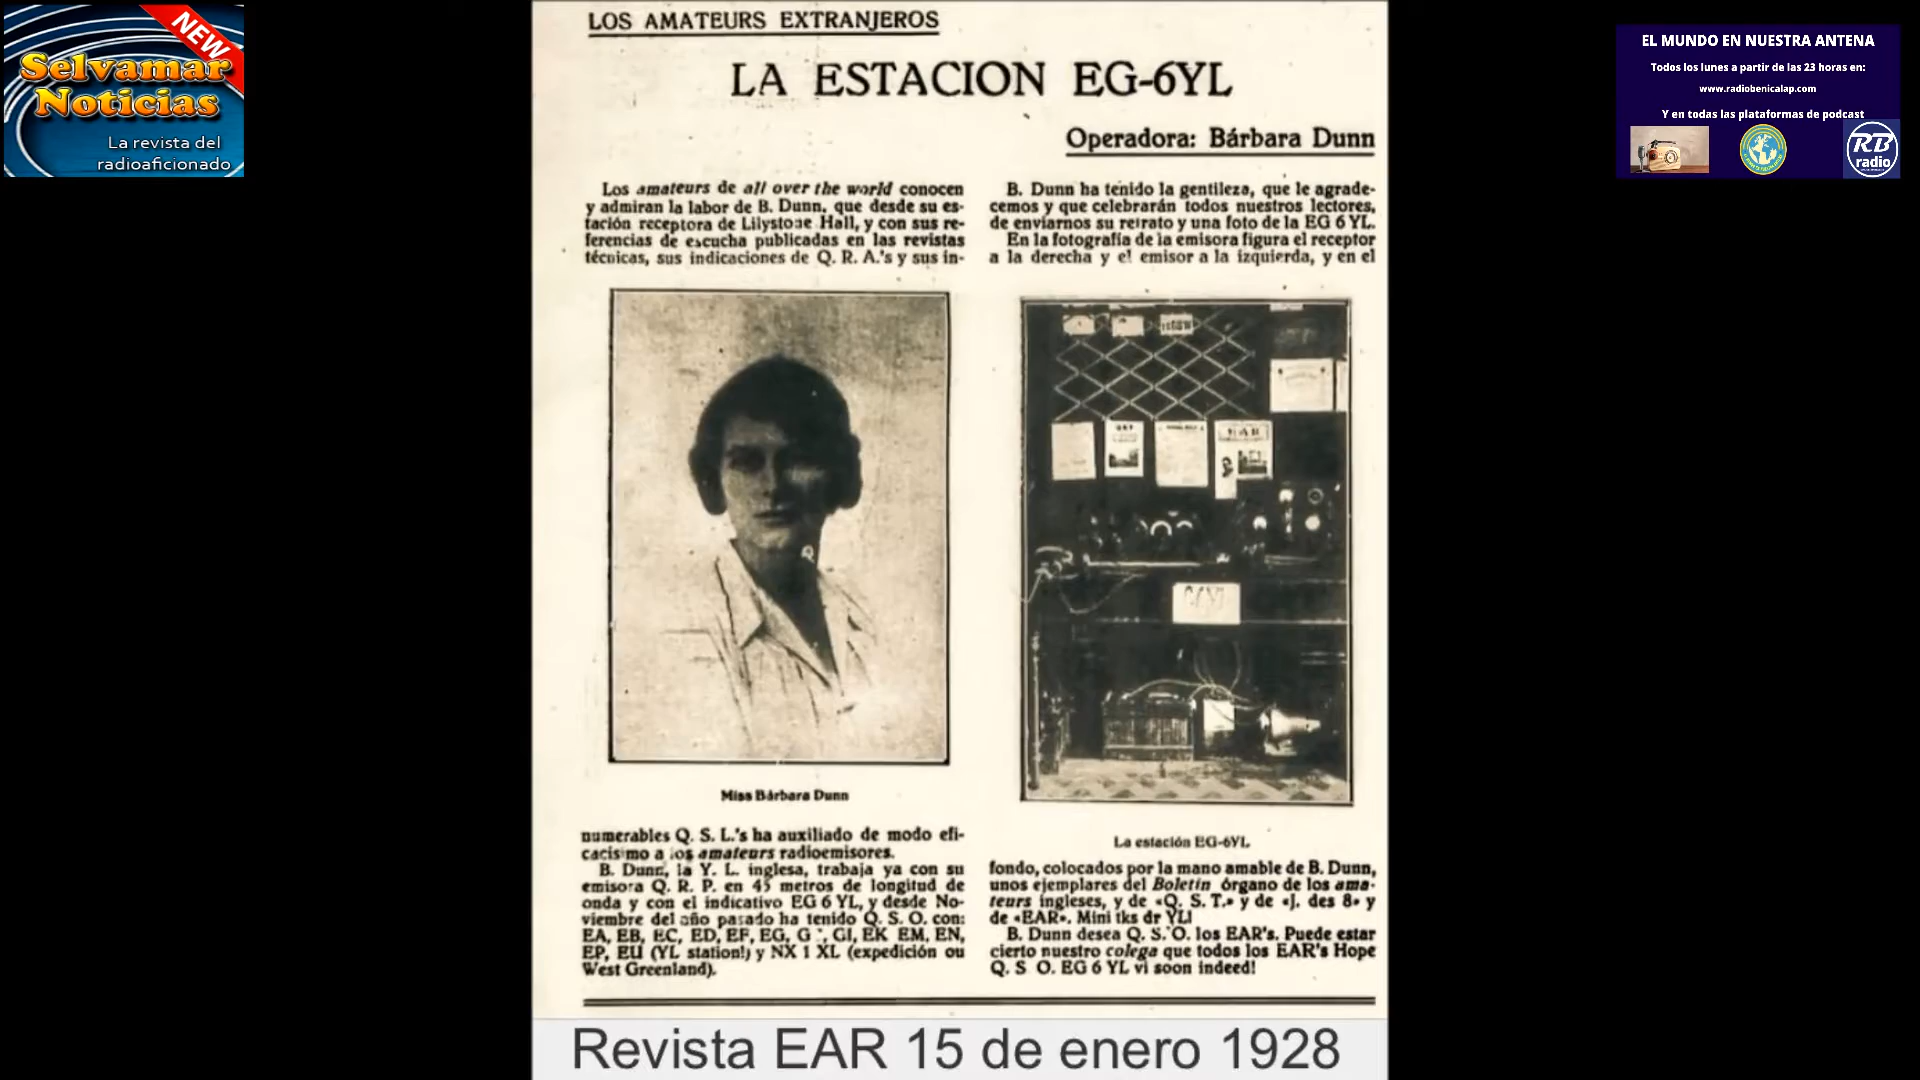 NEW
Selvamar
Noticias
La revista del
radioaficionado
EL MUNDO EN NUESTRA ANTENA
Todos los lunes a partir de las 23 horas en:
www.radiobenicalap.com
Y en todas las plataformas de podcast
RB
radio
LOS AMATEURS EXTRANJEROS
LA ESTACION EG-6YL
Operadora: Bárbara Dunn
Los amateurs de all over the world conocen
y admiran la labor de B. Dunn, que desde su es-
tación receptora de Lilystone Hall, y con sus re-
ferencias de escucha publicadas en las revistas
técnicas, sus indicaciones de Q. R. A.'s y sus in-
Miss Bárbara Dunn
numerables Q. S. L.'s ha auxiliado de modo efi-
cacismo a los amateurs radioemisores.
B. Dunn, la Y. L. inglesa, trabaja ya con su
emisora Q. R. P. en 45 metros de longitud de
onda y con el indicativo EG 6 YL, y desde No-
viembre del año pasado ha tenido Q. S. O. con:
EA, EB, EC, ED, EF, EG, GI, EK EM, EN,
EP, EU (YL station!) y NX 1 XL (expedición ou
West Greenland).
B. Dunn ha tenido la gentileza, que le agrade-
cemos y que celebrarán todos nuestros lectores,
de enviarnos su retrato y una foto de la EG 6 YL.
En la fotografía de la emisora figura el receptor
a la derecha y el emisor a la izquierda, y en el
EAR
La estación EG-6YL
fondo, colocados por la mano amable de B. Dunn,
unos ejemplares del Boletín órgano de los ama-
teurs ingleses, y de «Q. S. T.» y de «J. des 8» y
de «EAR». Mini tks dr YL!
B. Dunn desea Q. S. O. los EAR's. Puede estar
cierto nuestro colega que todos los EAR's Hope
Q. S O. EG 6 YL vi soon indeed!
Revista EAR 15 de enero 1928